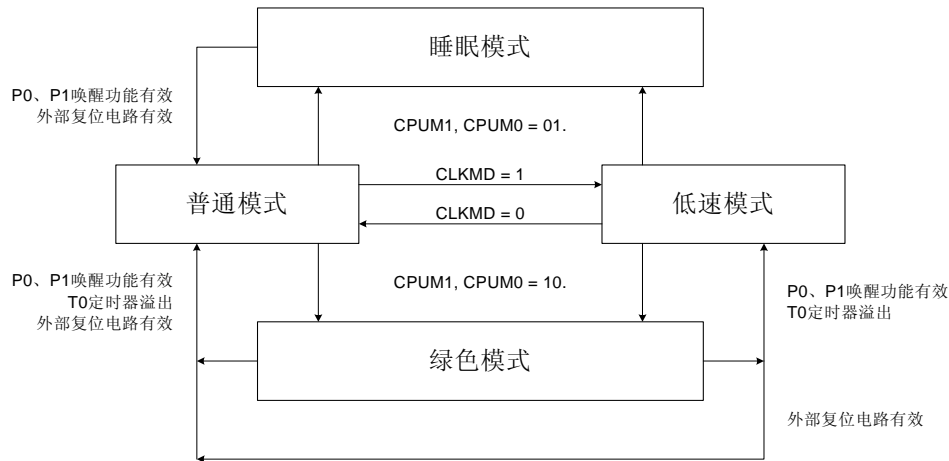 睡眠模式
P0、P1唤醒功能有效
外部复位电路有效
CPUM1, CPUM0 = 01.
普通模式
CLKMD = 1
CLKMD = 0
低速模式
P0、P1唤醒功能有效
T0定时器溢出
外部复位电路有效
CPUM1, CPUM0 = 10.
P0、P1唤醒功能有效
T0定时器溢出
绿色模式
外部复位电路有效